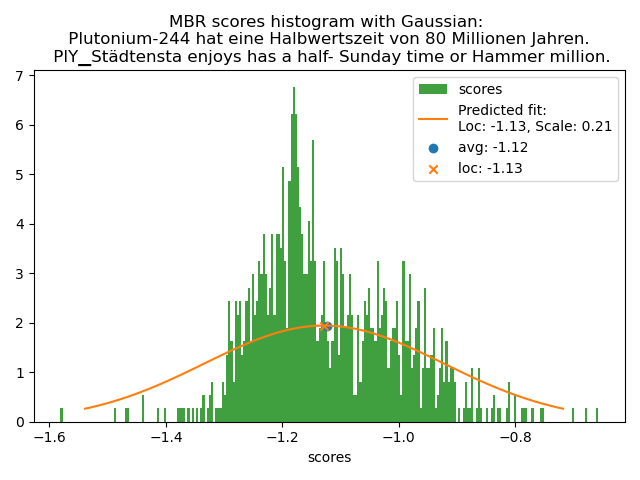 MBR scores histogram with Gaussian:
Plutonium-244 hat eine Halbwertszeit von 80 Millionen Jahren.
PIY__Städtensta enjoys has a half- Sunday time or Hammer million.
7
6
5
4
3
2
1
0
scores
Predicted fit:
Loc: -1.13, Scale: 0.21
avg: -1.12
loc: -1.13
−1.6 −1.4 −1.2 −1.0 −0.8
scores